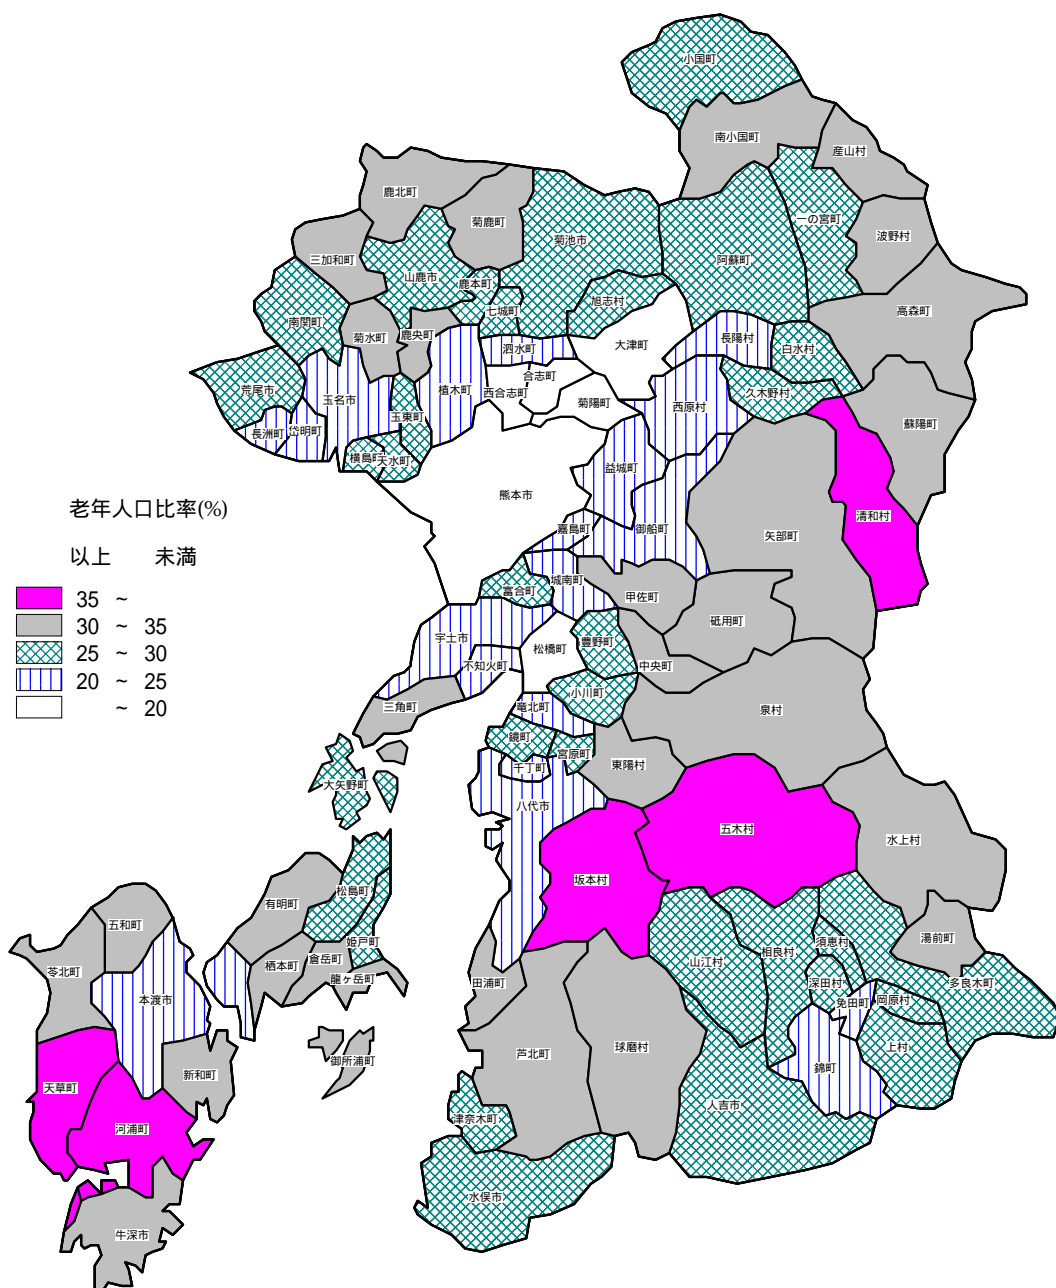 小国町
南小国町
産山村
鹿北町
菊鹿町
一の宮町
菊池市
波野村
三加和町
阿蘇町
山鹿市
鹿本町
旭志村
七城町
高森町
南関町
菊水町
鹿央町
長陽村
大津町
泗水町
白水村
合志町
荒尾市
玉名市
植木町
西合志町
久木野村
菊陽町
西原村
玉東町
蘇陽町
長洲町
岱明町
横島町
天水町
益城町
熊本市
清和村
嘉島町
御船町
矢部町
老年人口比率(%)
以上 未満
35 ~
30 ~ 35
25 ~ 30
20 ~ 25
~ 20
城南町
富合町
甲佐町
砥用町
宇土市
豊野町
松橋町
不知火町
中央町
小川町
三角町
竜北町
泉村
鏡町
宮原町
東陽村
千丁町
大矢野町
八代市
五木村
水上村
坂本村
松島町
有明町
五和町
姫戸町
須恵村
湯前町
倉岳町
相良村
山江村
栖本町
苓北町
龍ヶ岳町
田浦町
深田村
多良木町
本渡市
免田町
岡原村
球磨村
上村
芦北町
御所浦町
錦町
新和町
天草町
人吉市
津奈木町
河浦町
水俣市
牛深市